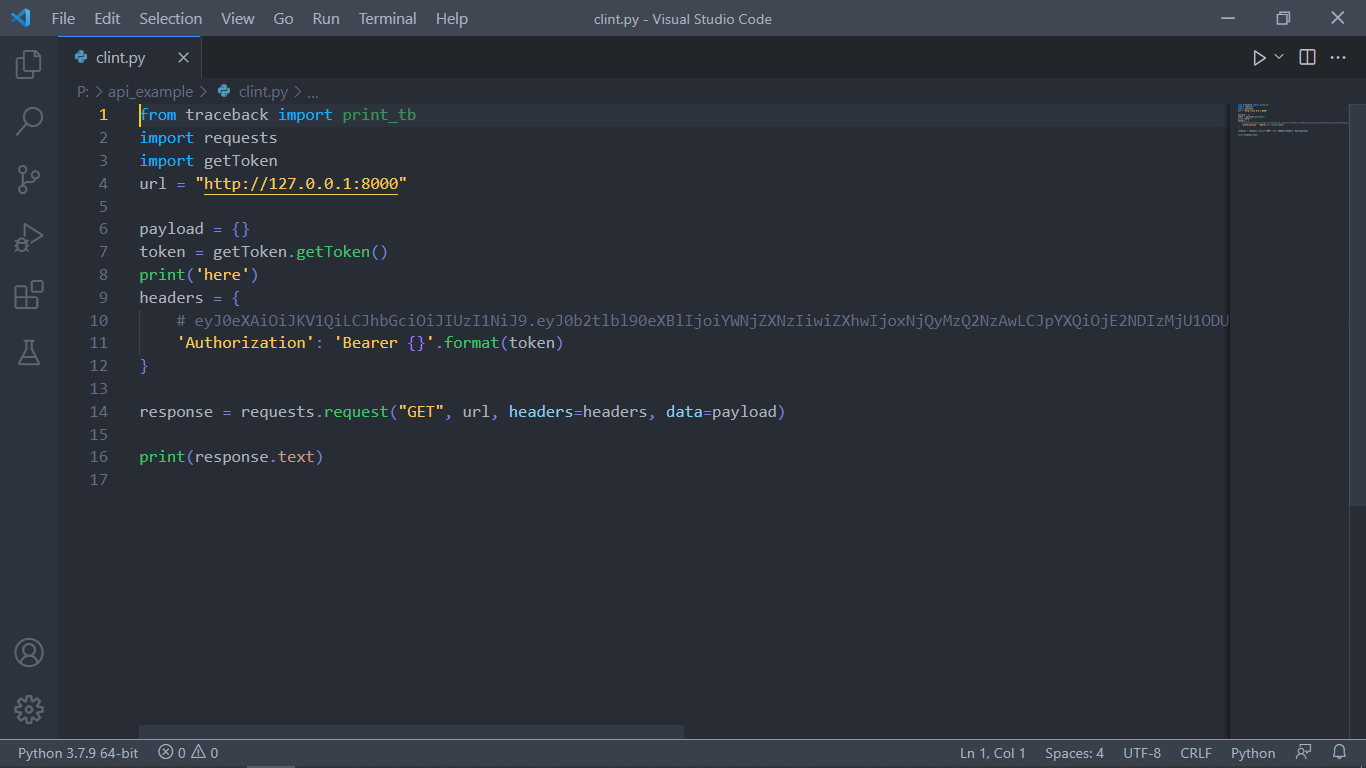 File Edit Selection View Go Run Terminal Help
clint.py - Visual Studio Code
clint.py
P: > api_example > clint.py > ...
1 from traceback import print_tb
2 import requests
3 import getToken
4 url = "http://127.0.0.1:8000"
5
6 payload = {}
7 token = getToken.getToken()
8 print('here')
9 headers = {
10 # eyJ0eXAiOiJKV1QiLCJhbGciOiJIUzI1NiJ9.eyJ0b2tlbl90eXBlIjoiYWNjZXNzIiwiZXhwIjoxNjQyMzQ2NzAwLCJpYXQiOjE2NDIzMjU1ODU
11 'Authorization': 'Bearer {}'.format(token)
12 }
13
14 response = requests.request("GET", url, headers=headers, data=payload)
15
16 print(response.text)
17
Python 3.7.9 64-bit 0 0 Ln 1, Col 1 Spaces: 4 UTF-8 CRLF Python